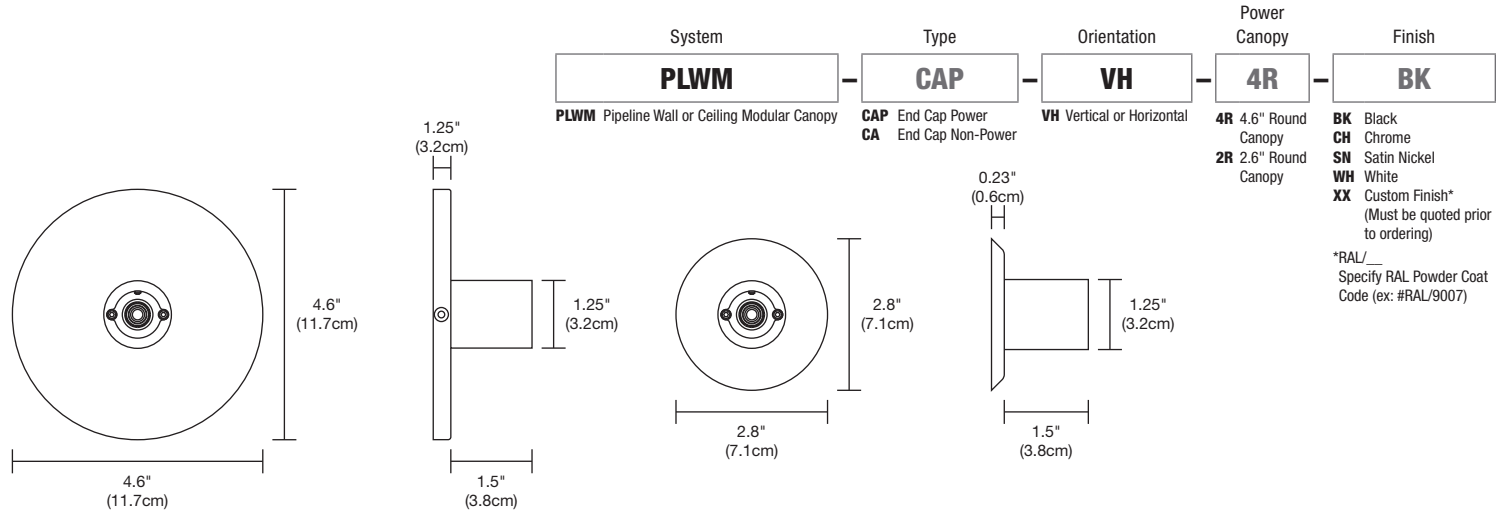 System
PLWM
PLWM Pipeline Wall or Ceiling Modular Canopy
–
Type
CAP
CAP End Cap Power
CA End Cap Non-Power
–
Orientation
VH
VH Vertical or Horizontal
–
Power
Canopy
4R
4R 4.6" Round
Canopy
2R 2.6" Round
Canopy
–
Finish
BK
BK Black
CH Chrome
SN Satin Nickel
WH White
XX Custom Finish*
(Must be quoted prior
to ordering)
*RAL/__
Specify RAL Powder Coat
Code (ex: #RAL/9007)
4.6"
(11.7cm)
4.6"
(11.7cm)
1.25"
(3.2cm)
1.25"
(3.2cm)
1.5"
(3.8cm)
2.8"
(7.1cm)
2.8"
(7.1cm)
0.23"
(0.6cm)
1.25"
(3.2cm)
1.5"
(3.8cm)